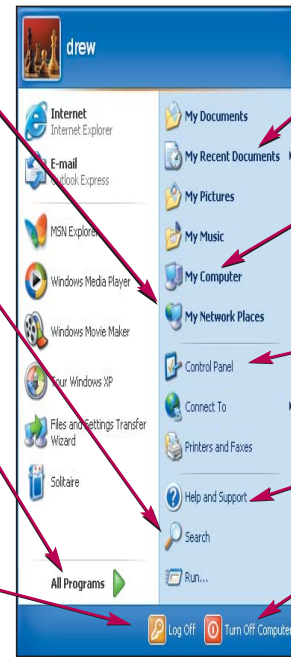 drew
Internet
Internet Explorer
E-mail
Outlook Express
MSN Explorer
Windows Media Player
Windows Movie Maker
Tour Windows XP
Files and Settings Transfer
Wizard
Solitaire
All Programs
My Documents
My Recent Documents
My Pictures
My Music
My Computer
My Network Places
Control Panel
Connect To
Printers and Faxes
Help and Support
Search
Run...
Log Off
Turn Off Computer